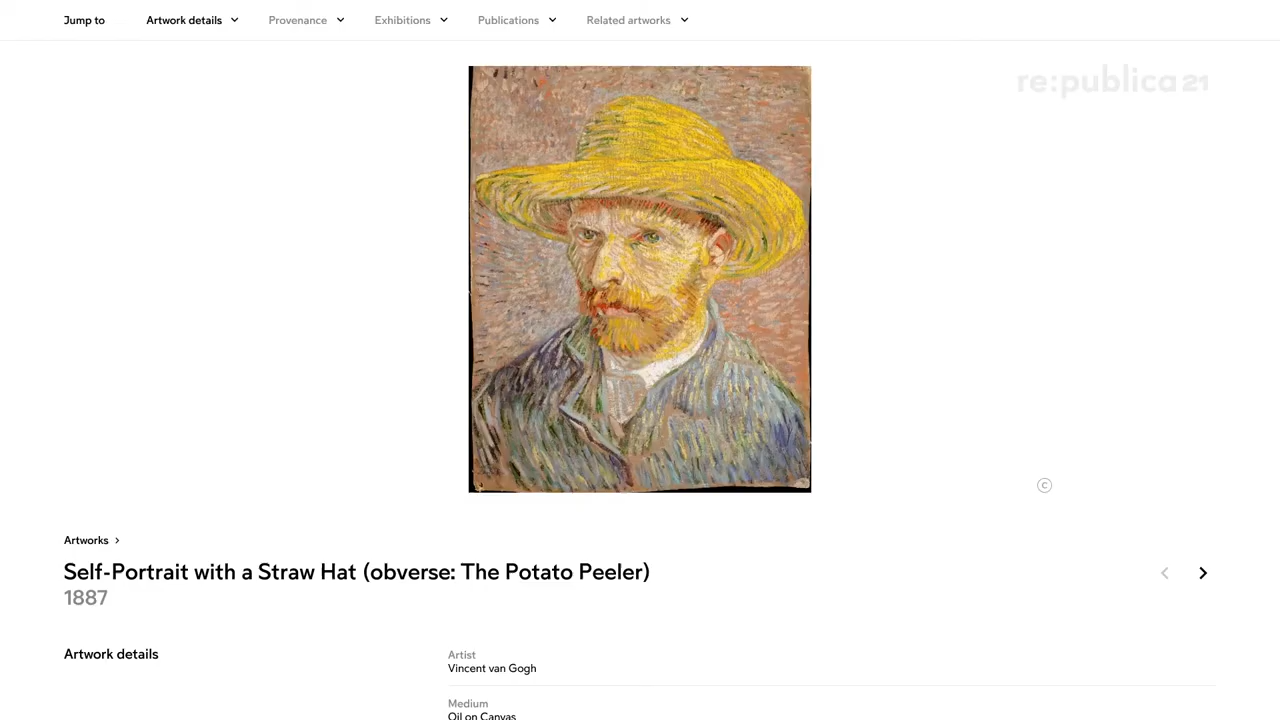 Jump to Artwork details Provenance Exhibitions Publications Related artworks
re:publica 21
©
Artworks >
Self-Portrait with a Straw Hat (obverse: The Potato Peeler)
1887
Artwork details
Artist
Vincent van Gogh
Medium
Oil on Canvas